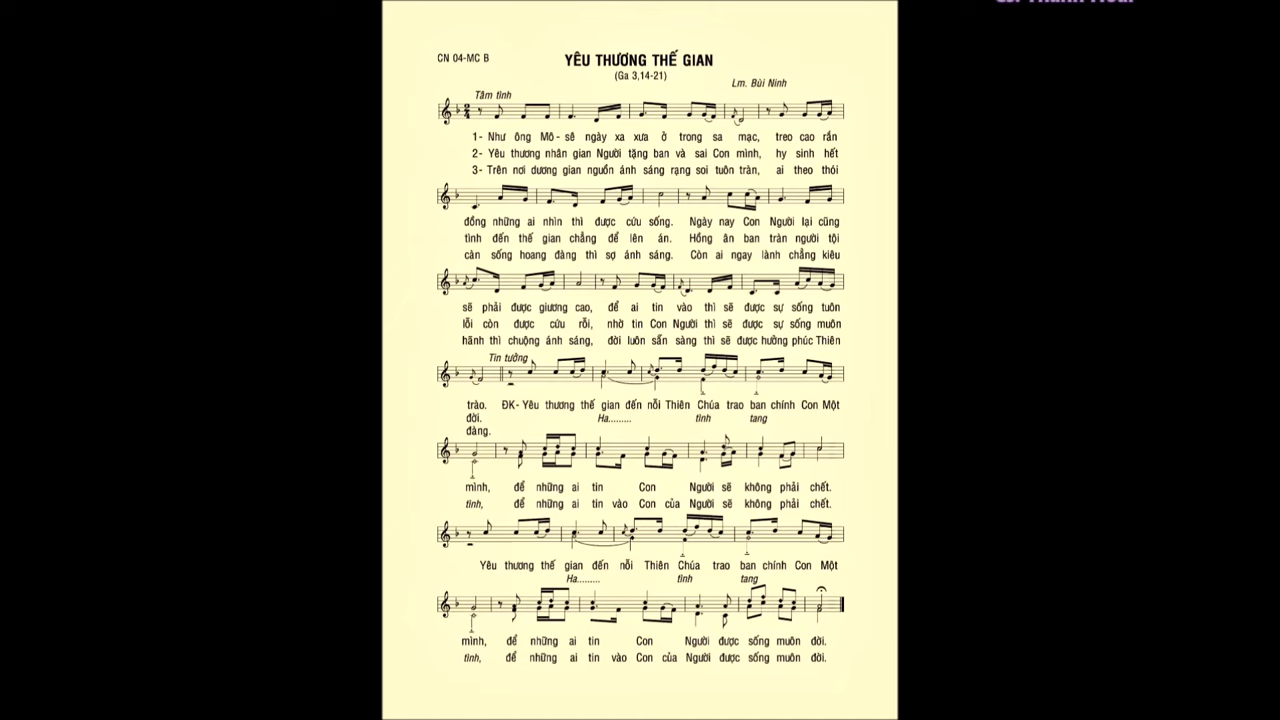 CN 04-MC B
YÊU THƯƠNG THẾ GIAN
(Ga 3,14-21)
Lm. Bùi Ninh
Tâm tình
1- Như ông Mô-sê ngày xa xưa ở trong sa mạc, treo cao rắn
2- Yêu thương nhân gian Người tặng ban và sai Con mình, hy sinh hết
3- Trên nơi dương gian nguồn ánh sáng rạng soi tuôn tràn, ai theo thói
đồng những ai nhìn thì được cứu sống. Ngày nay Con Người lại cũng
tình đến thế gian chẳng để lên án. Hồng ân ban tràn người tội
càn sống hoang đàng thì sợ ánh sáng. Còn ai ngay lành chẳng kiêu
sẽ phải được giương cao, để ai tin vào thì sẽ được sự sống tuôn
lỗi còn được cứu rỗi, nhờ tin Con Người thì sẽ được sự sống muôn
hãnh thì chuộng ánh sáng, đời luôn sẵn sàng thì sẽ được hưởng phúc Thiên
Tin tưởng
trào. ĐK- Yêu thương thế gian đến nỗi Thiên Chúa trao ban chính Con Một
đời. Ha......... tình tang
đàng.
mình, để những ai tin Con Người sẽ không phải chết.
tình, để những ai tin vào Con của Người sẽ không phải chết.
Yêu thương thế gian đến nỗi Thiên Chúa trao ban chính Con Một
Ha......... tình tang
mình, để những ai tin Con Người được sống muôn đời.
tình, để những ai tin vào Con của Người được sống muôn đời.